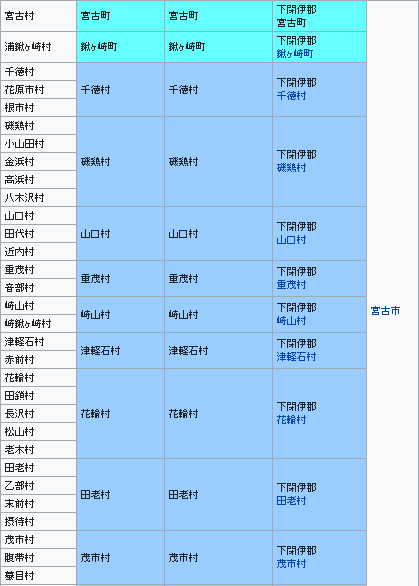 宮古村 宮古町 宮古町 下閉伊郡
宮古町
浦鍬ヶ崎村 鍬ヶ崎町 鍬ヶ崎町 下閉伊郡
鍬ヶ崎町
千徳村
花原市村 千徳村 千徳村 下閉伊郡
千徳村
根市村
磯鶏村
小山田村
金浜村 磯鶏村 磯鶏村 下閉伊郡
磯鶏村
高浜村
八木沢村
山口村
田代村 山口村 山口村 下閉伊郡
山口村
近内村
重茂村
音部村 重茂村 重茂村 下閉伊郡
重茂村
崎山村
崎鍬ヶ崎村 崎山村 崎山村 下閉伊郡
崎山村
宮古市
津軽石村
赤前村 津軽石村 津軽石村 下閉伊郡
津軽石村
花輪村
田鎖村
長沢村 花輪村 花輪村 下閉伊郡
花輪村
松山村
老木村
田老村
乙部村
末前村 田老村 田老村 下閉伊郡
田老村
摂待村
茂市村
腹帯村 茂市村 茂市村 下閉伊郡
茂市村
蟇目村